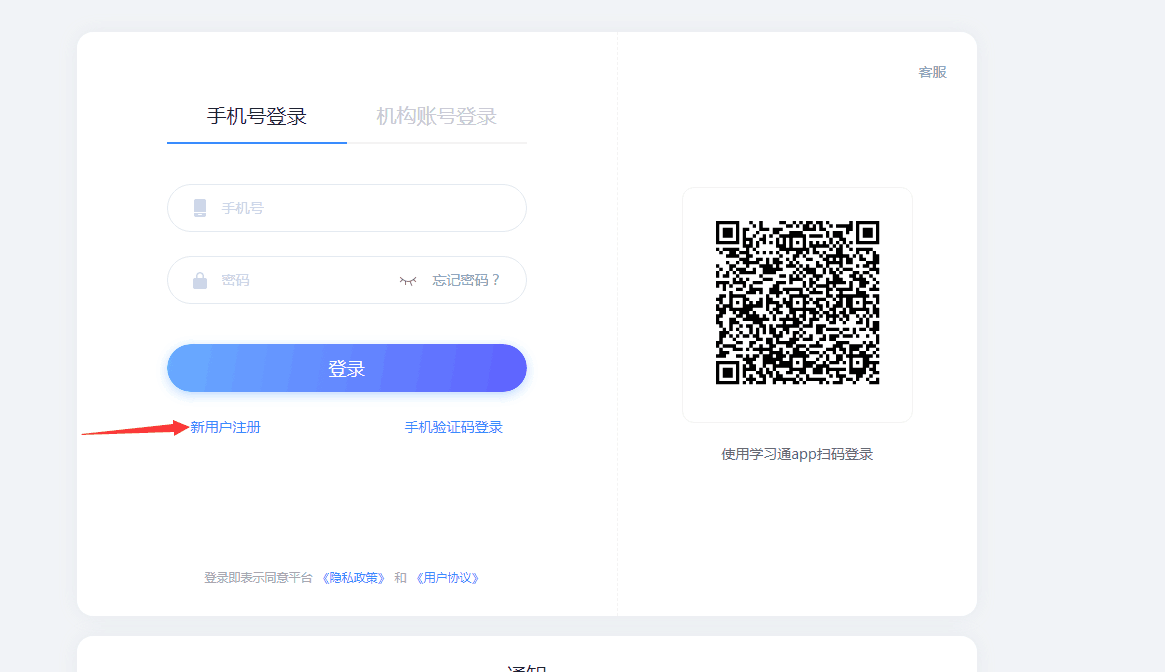 客服
手机号登录
机构账号登录
手机号
密码
忘记密码？
登录
新用户注册
手机验证码登录
使用学习通app扫码登录
登录即表示同意平台《隐私政策》和《用户协议》
通知